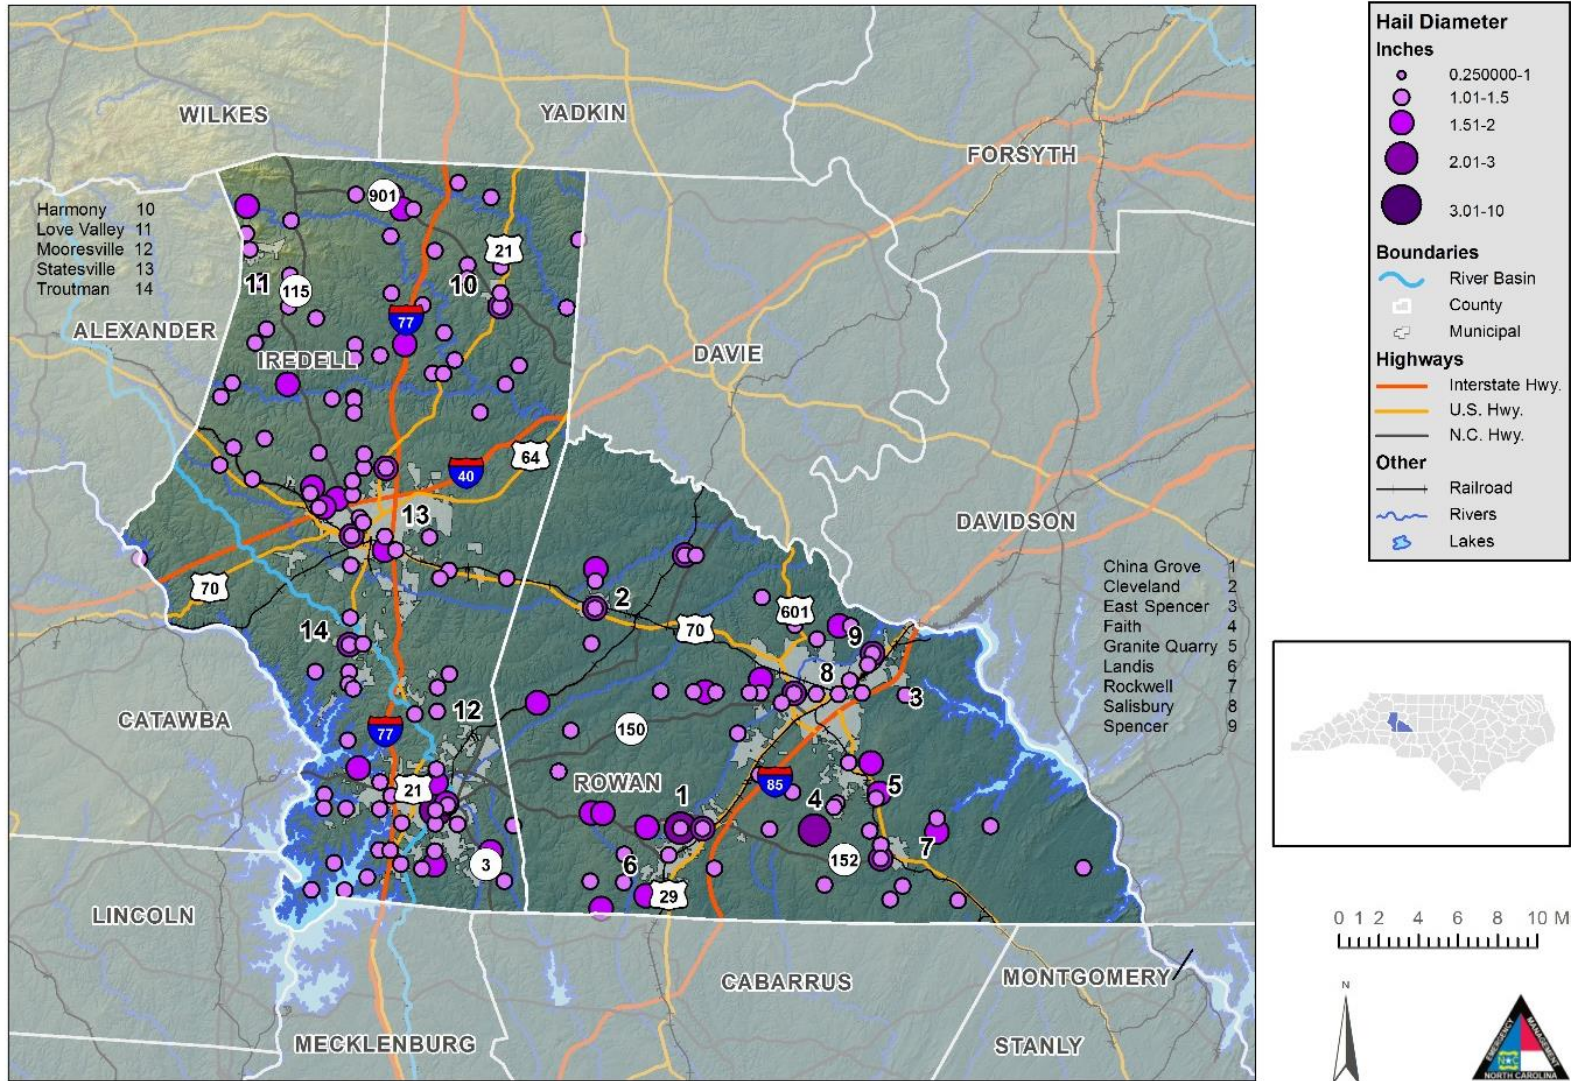 WILKES
YADKIN
FORSYTH
901
Harmony 10
Love Valley 11
Mooresville 12
Statesville 13
Troutman 14
21
11
115
10
77
ALEXANDER
IREDELL
DAVIE
64
40
13
DAVIDSON
70
2
601
70
14
9
8
3
China Grove 1
Cleveland 2
East Spencer 3
Faith 4
Granite Quarry 5
Landis 6
Rockwell 7
Salisbury 8
Spencer 9
CATAWBA
12
77
150
21
ROWAN
85
5
1
4
7
3
6
152
29
LINCOLN
CABARRUS
MONTGOMERY
MECKLENBURG
STANLY
Hail Diameter
Inches
0.250000-1
1.01-1.5
1.51-2
2.01-3
3.01-10
Boundaries
River Basin
County
Municipal
Highways
Interstate Hwy.
U.S. Hwy.
N.C. Hwy.
Other
Railroad
Rivers
Lakes
0 1 2 4 6 8 10 M
N
EMERGENCY
MANAGEMENT
N C
NORTH CAROLINA